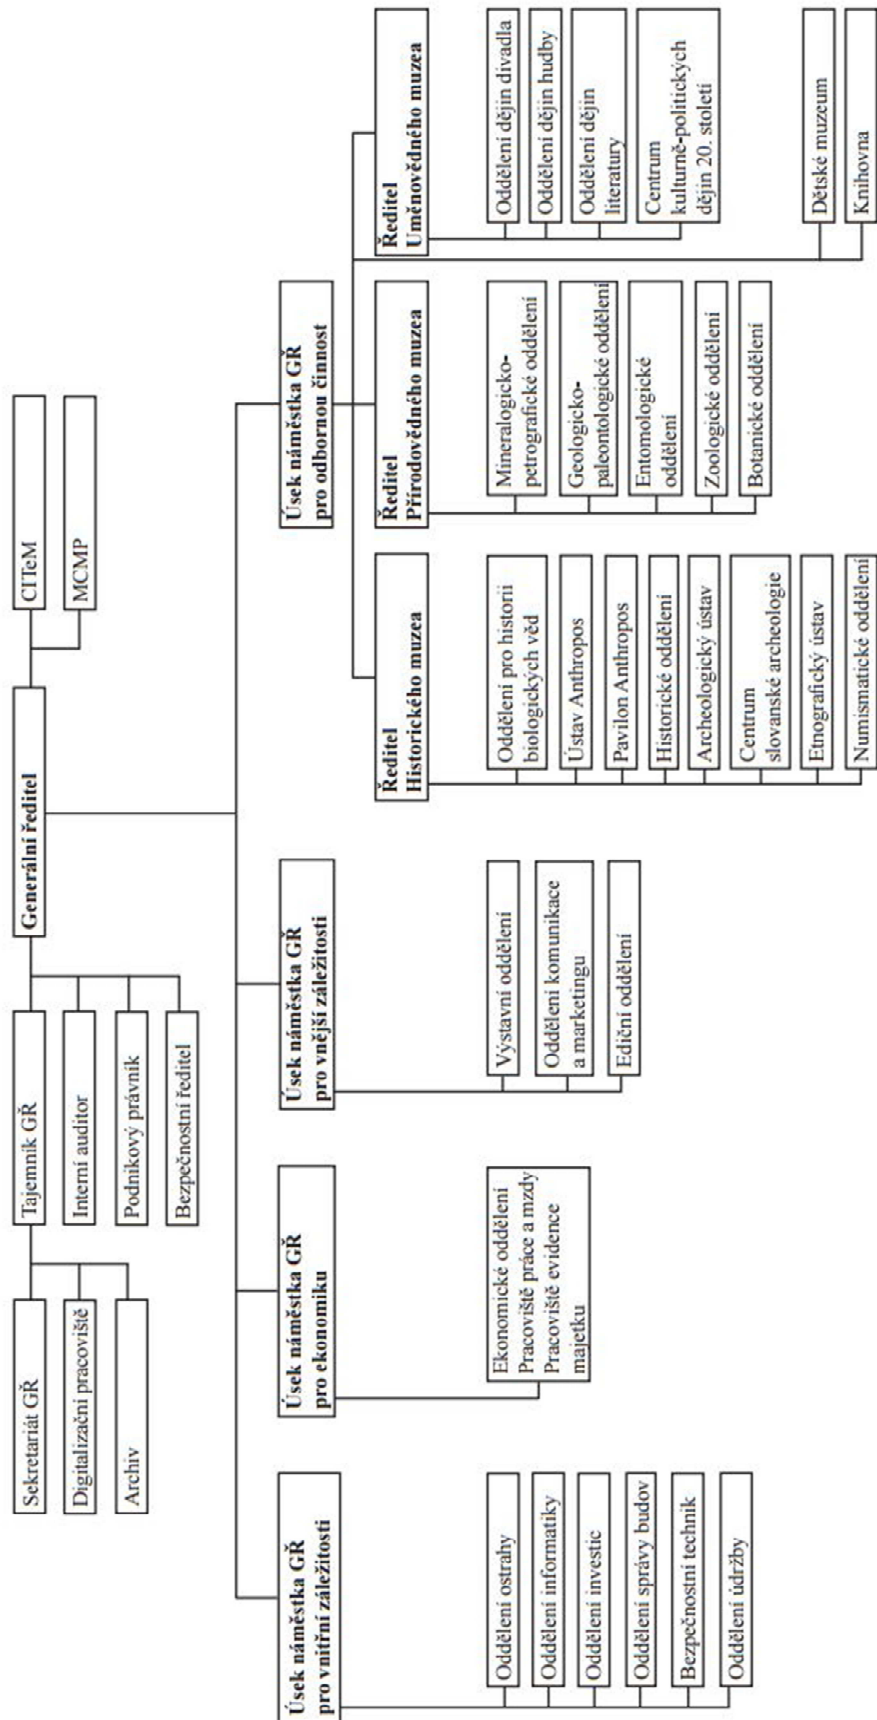 Generální ředitel
CITeM
MCMP
Tajemník GŘ
Interní auditor
Podnikový právník
Bezpečnostní ředitel
Sekretariát GŘ
Digitalizační pracoviště
Archiv
Úsek náměstka GŘ
pro vnitřní záležitosti
Oddělení ostrahy
Oddělení informatiky
Oddělení investic
Oddělení správy budov
Bezpečnostní technik
Oddělení údržby
Úsek náměstka GŘ
pro ekonomiku
Ekonomické oddělení
Pracoviště práce a mzdy
Pracoviště evidence
majetku
Úsek náměstka GŘ
pro vnější záležitosti
Výstavní oddělení
Oddělení komunikace
a marketingu
Ediční oddělení
Úsek náměstka GŘ
pro odbornou činnost
Ředitel
Historického muzea
Oddělení pro historii
biologických věd
Ústav Anthropos
Pavilon Anthropos
Historické oddělení
Archeologický ústav
Centrum
slovanské archeologie
Etnografický ústav
Numismatické oddělení
Ředitel
Přírodovědného muzea
Mineralogicko-
petrografické oddělení
Geologicko-
paleontologické oddělení
Entomologické
oddělení
Zoologické oddělení
Botanické oddělení
Ředitel
Uměnovědného muzea
Oddělení dějin divadla
Oddělení dějin hudby
Oddělení dějin
literatury
Centrum
kulturně-politických
dějin 20. století
Dětské muzeum
Knihovna